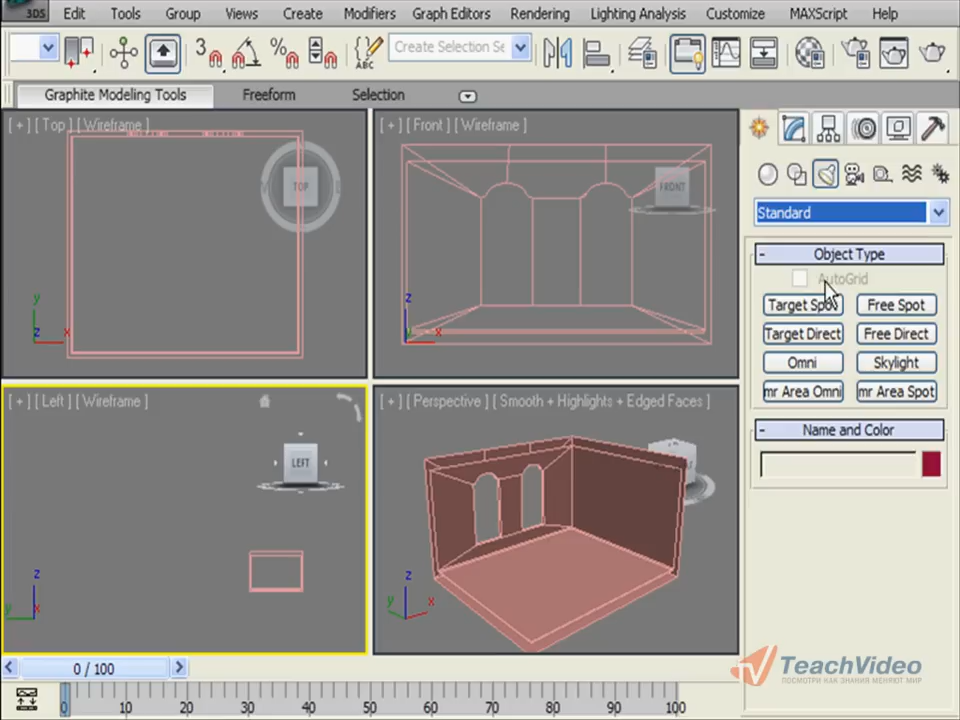 3DS Edit Tools Group Views Create Modifiers Graph Editors Rendering Lighting Analysis Customize MAXScript Help
3 % ABC Create Selection Se
Graphite Modeling Tools Freeform Selection
[ + ] [ Top ] [ Wireframe ]
TOP
[ + ] [ Front ] [ Wireframe ]
FRONT
z
y
x
z
y
x
Standard
- Object Type
AutoGrid
Target Spot Free Spot
Target Direct Free Direct
Omni Skylight
mr Area Omni mr Area Spot
- Name and Color
[ + ] [ Left ] [ Wireframe ]
LEFT
z
y
x
[ + ] [ Perspective ] [ Smooth + Highlights + Edged Faces ]
z
y
x
0 / 100
0 10 20 30 40 50 60 70 80 90 100
TeachVideo
ПОСМОТРИ КАК ЗНАНИЯ МЕНЯЮТ МИР